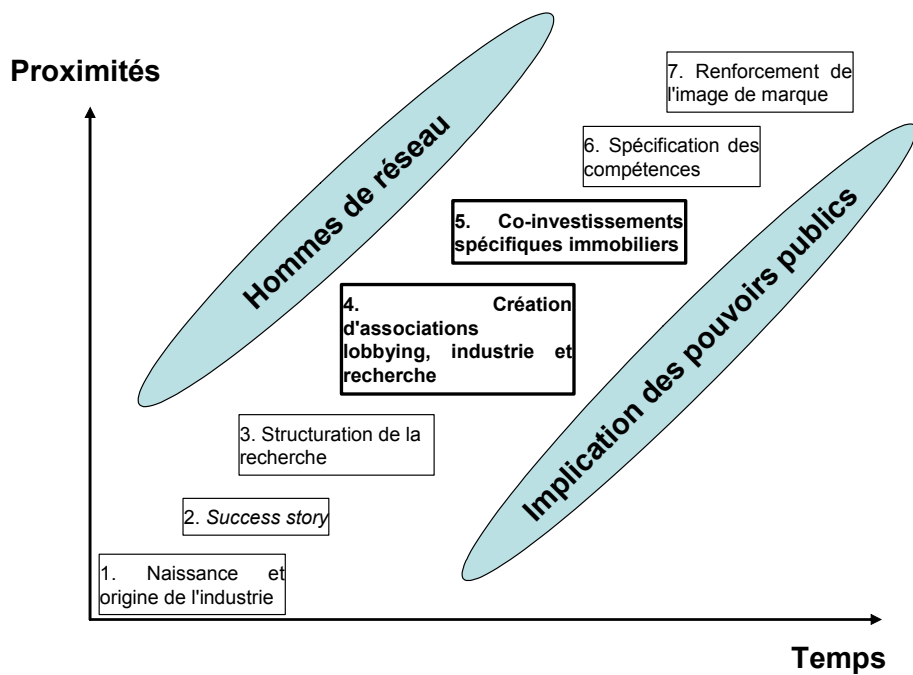 Proximités
7. Renforcement de
l'image de marque
6. Spécification des
compétences
Hommes de réseau
5. Co-investissements
spécifiques immobiliers
4. Création
d'associations
lobbying, industrie et
recherche
Implication des pouvoirs publics
3. Structuration de la
recherche
2. Success story
1. Naissance et
origine de l'industrie
Temps